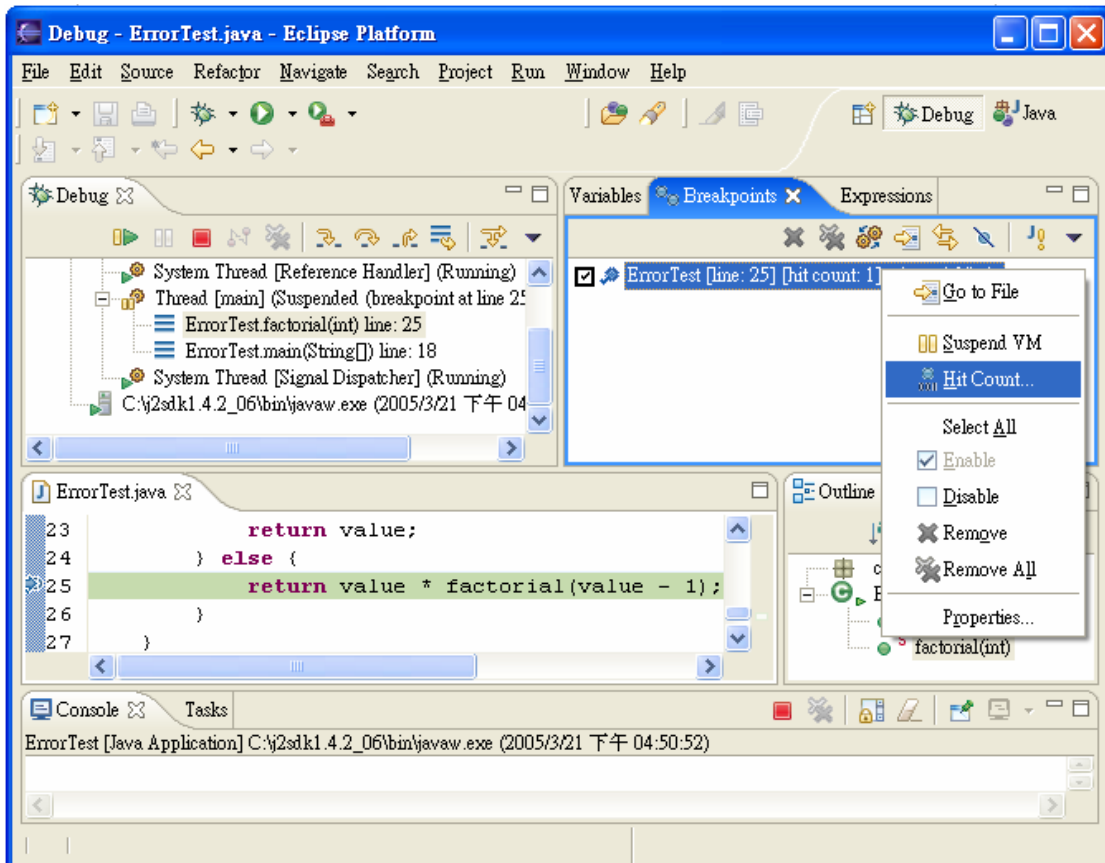 Debug - ErrorTest.java - Eclipse Platform
File Edit Source Refactor Navigate Search Project Run Window Help
Debug Java
Debug
Variables Breakpoints Expressions
System Thread [Reference Handler] (Running)
Thread [main] (Suspended (breakpoint at line 25
ErrorTest.factorial(int) line: 25
ErrorTest.main(String[]) line: 18
System Thread [Signal Dispatcher] (Running)
C:\j2sdk1.4.2_06\bin\javaw.exe (2005/3/21 下午 04
ErrorTest [line: 25] [hit count: 1]
Go to File
Suspend VM
Hit Count...
Select All
Enable
Disable
Remove
Remove All
Properties...
ErrorTest.java
23 return value;
24 } else {
25 return value * factorial(value - 1);
26 }
27 }
Outline
factorial(int)
Console Tasks
ErrorTest [Java Application] C:\j2sdk1.4.2_06\bin\javaw.exe (2005/3/21 下午 04:50:52)